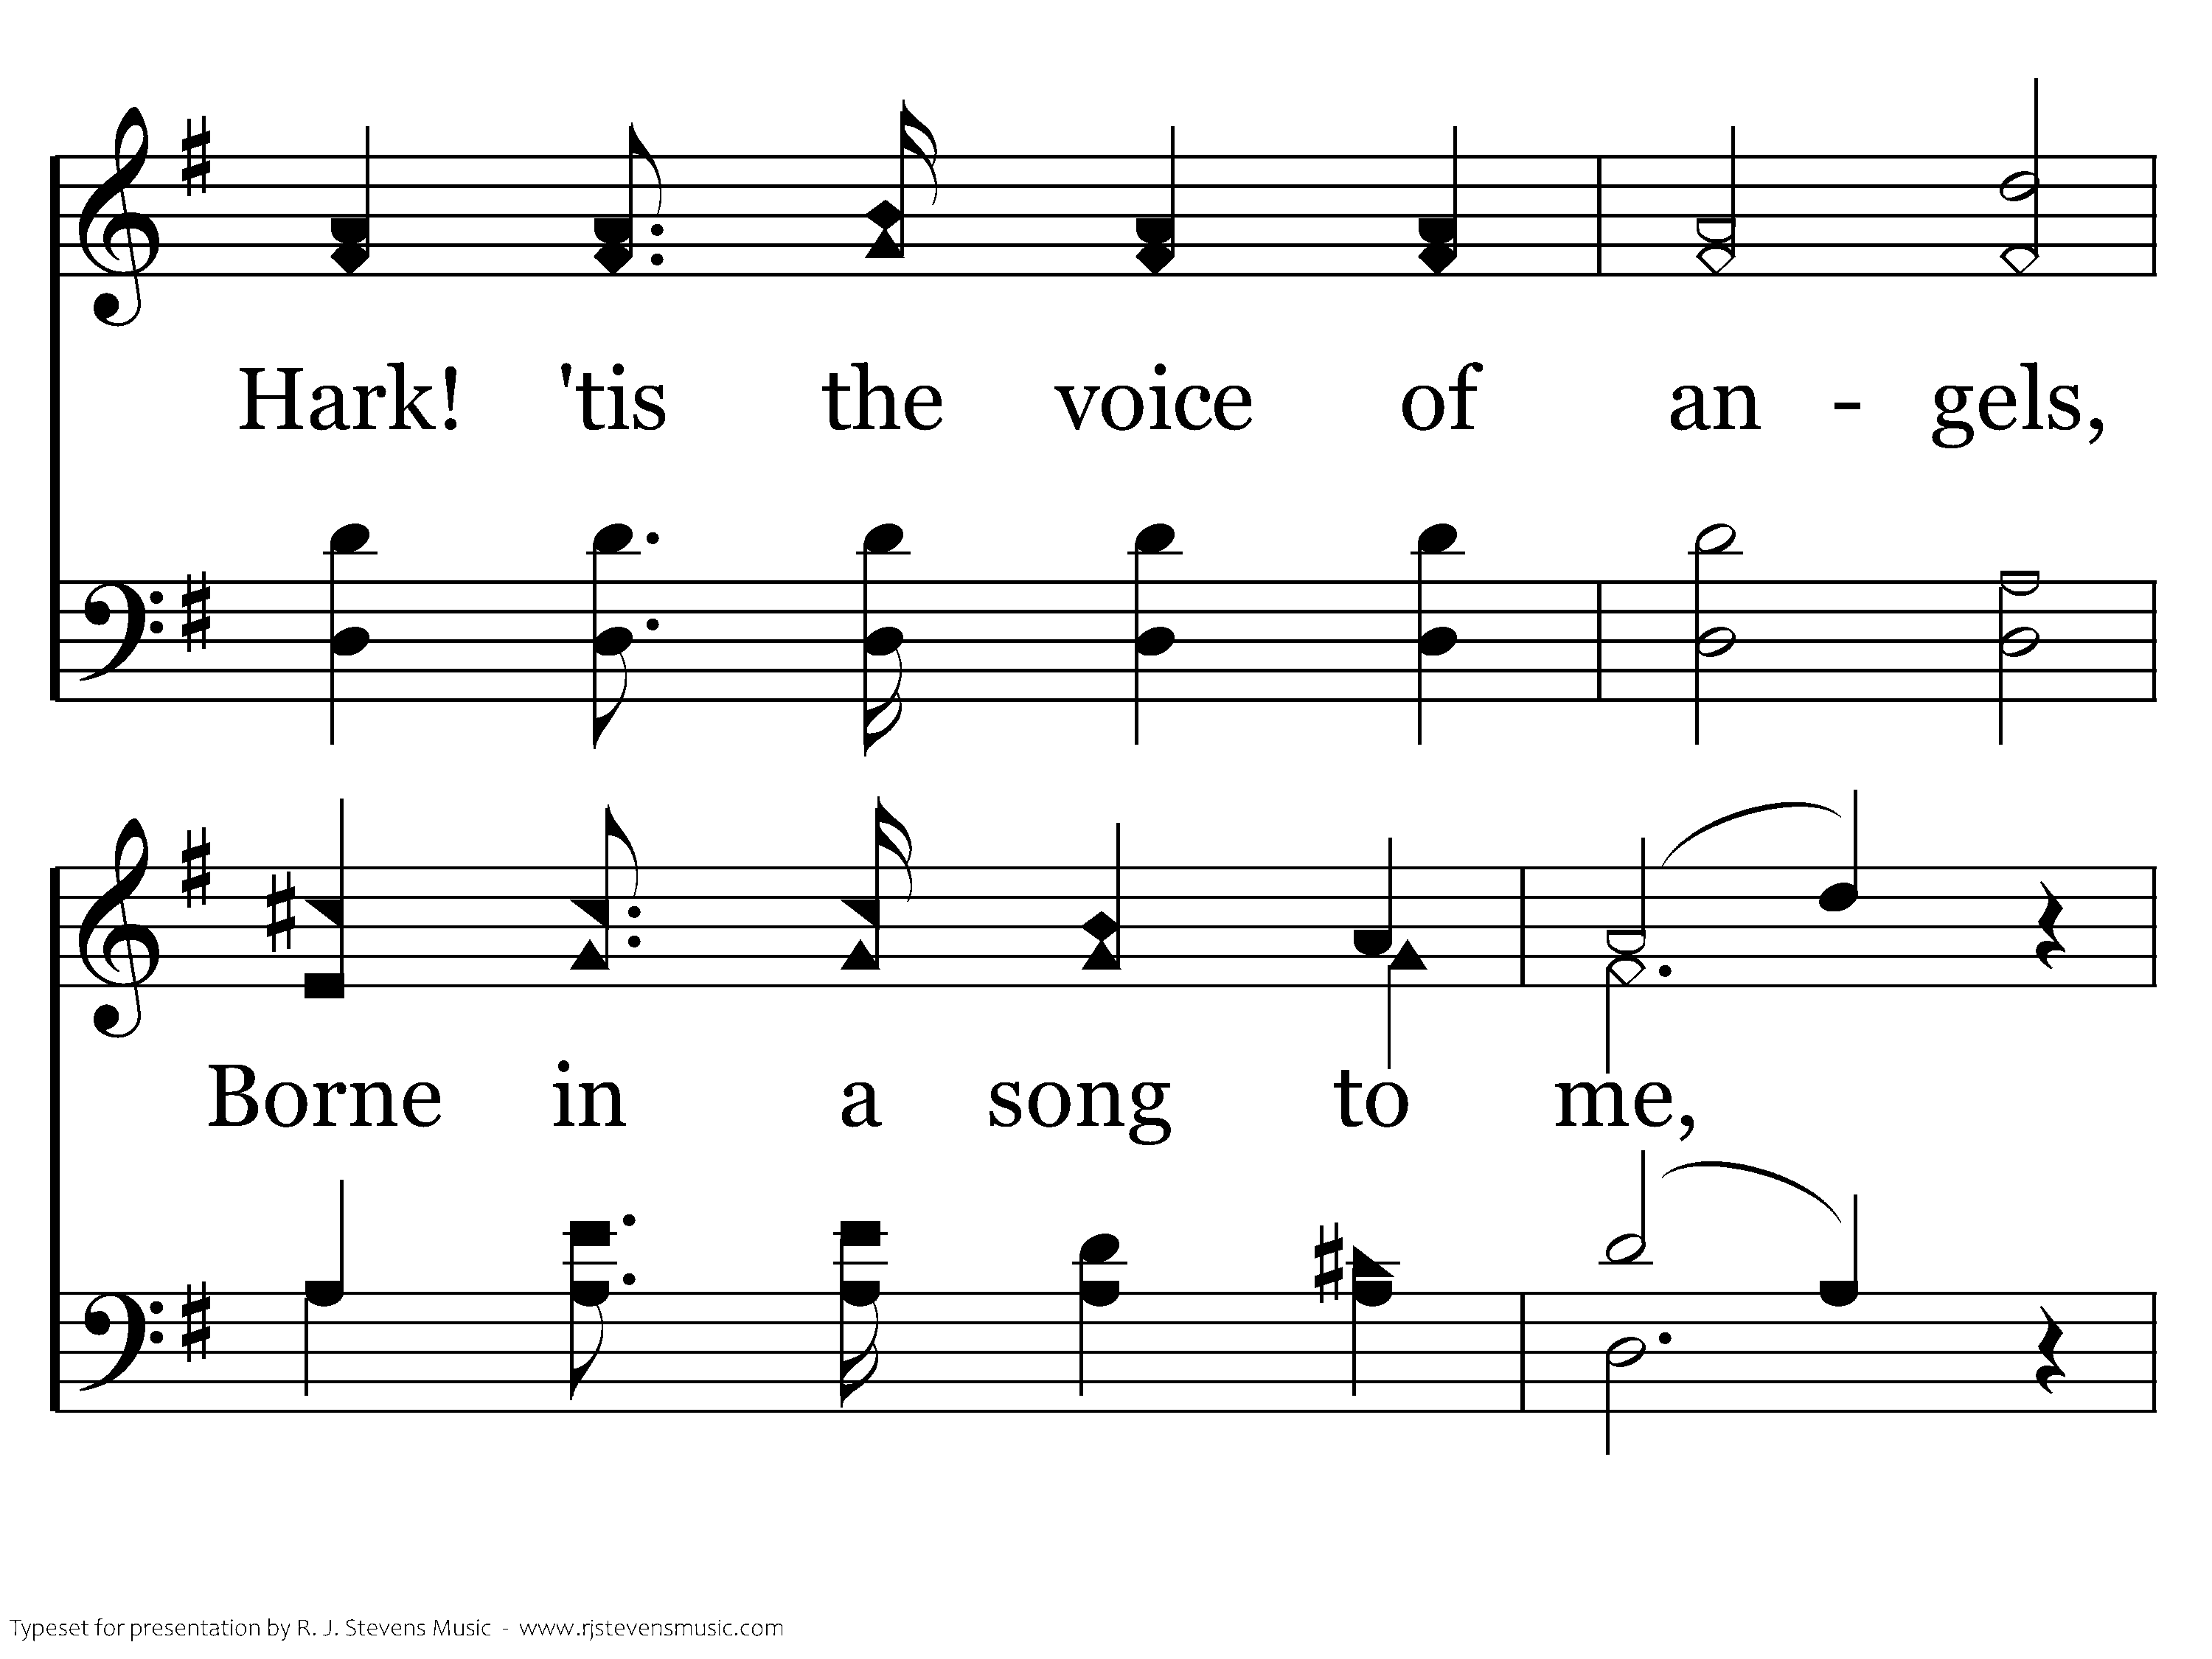 Hark! 'tis the voice of an - gels,
Borne in a song to me,
Typeset for presentation by R. J. Stevens Music - www.rjstevensmusic.com